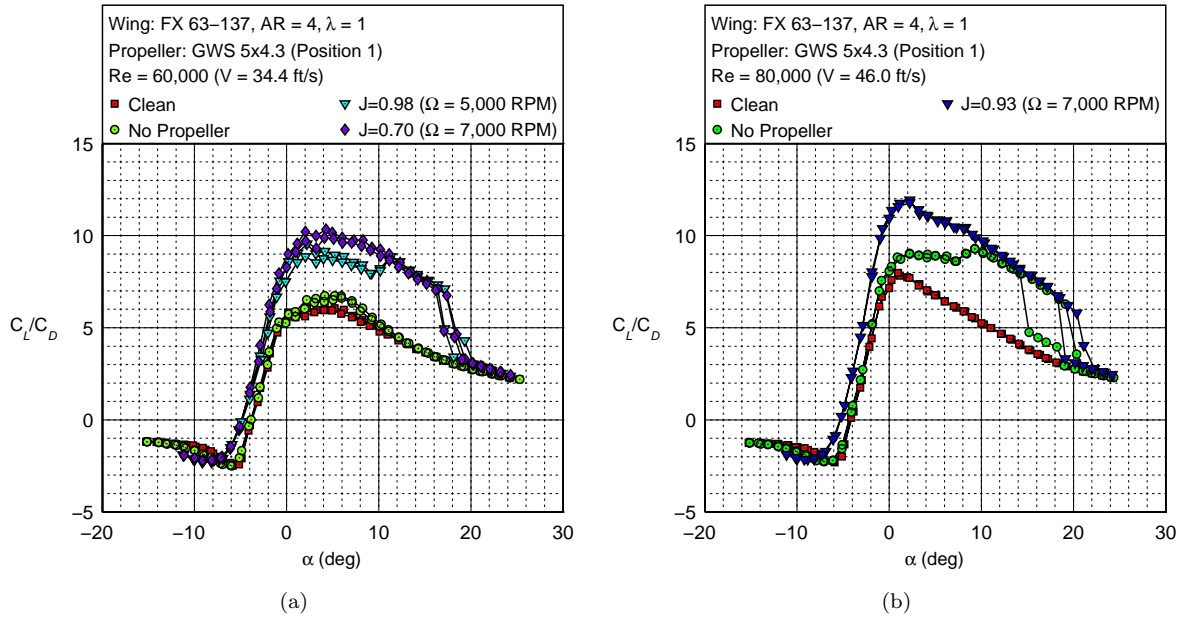 Wing: FX 63−137, AR = 4, λ = 1
Propeller: GWS 5x4.3 (Position 1)
Re = 60,000 (V = 34.4 ft/s)
Clean
J=0.98 (Ω = 5,000 RPM)
No Propeller
J=0.70 (Ω = 7,000 RPM)
15
10
5
0
−5
C_L/C_D
−20
−10
0
10
20
30
α (deg)
(a)
Wing: FX 63−137, AR = 4, λ = 1
Propeller: GWS 5x4.3 (Position 1)
Re = 80,000 (V = 46.0 ft/s)
Clean
J=0.93 (Ω = 7,000 RPM)
No Propeller
15
10
5
0
−5
C_L/C_D
−20
−10
0
10
20
30
α (deg)
(b)